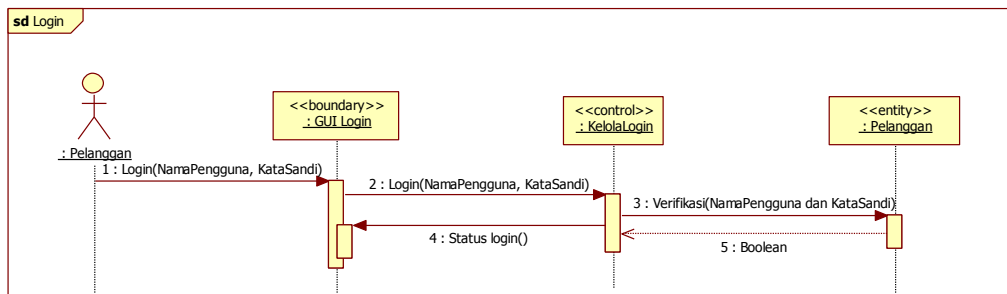 sd Login
<<boundary>>
: GUI Login
<<control>>
: KelolaLogin
<<entity>>
: Pelanggan
: Pelanggan
1 : Login(NamaPengguna, KataSandi)
2 : Login(NamaPengguna, KataSandi)
3 : Verifikasi(NamaPengguna dan KataSandi)
4 : Status login()
5 : Boolean